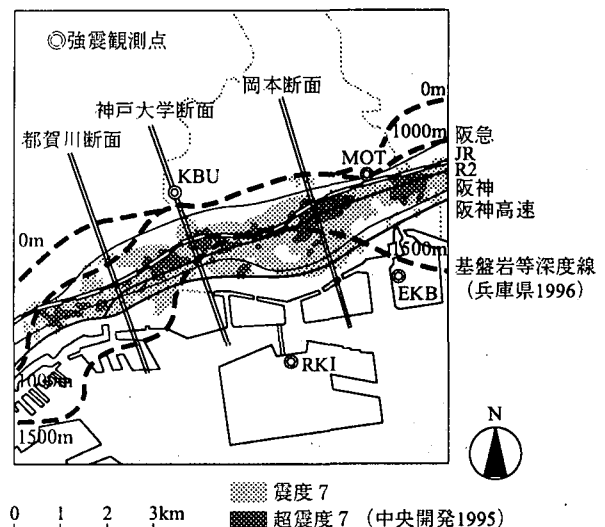 ◎強震観測点
岡本断面
神戸大学断面
都賀川断面
0m
1000m
阪急
JR
R2
阪神
阪神高速
MOT
KBU
0m
1500m
基盤岩等深度線
(兵庫県1996)
EKB
RKI
1000m
1500m
N
0 1 2 3km
震度 7
超震度 7 (中央開発1995)